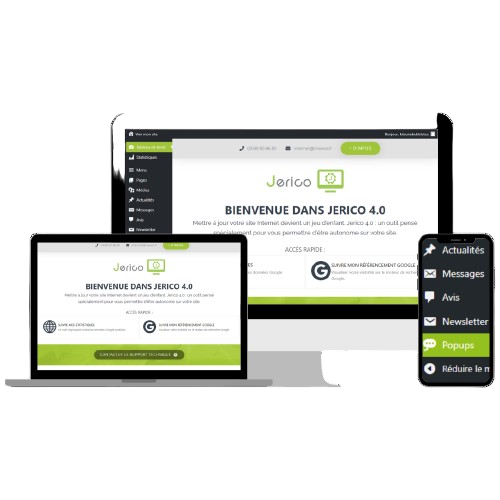 Voir mon site
Tableau de bord
Statistiques
Menu
Pages
Médias
Actualités
Messages
Avis
Newsletter
Bonjour,
Jerico
BIENVENUE DANS JERICO 4.0
Mettre à jour votre site Internet devient un jeu d'enfant. Jerico 4.0 : un outil pensé
spécialement pour vous permettre d'être autonome sur votre site.
ACCÈS RAPIDE :
G SUIVRE MON RÉFÉRENCEMENT GOOGLE
Jerico
BIENVENUE DANS JERICO 4.0
Mettre à jour votre site Internet devient un jeu d'enfant. Jerico 4.0 : un outil pensé
spécialement pour vous permettre d'être autonome sur votre site.
ACCÈS RAPIDE :
SUIVRE MES STATISTIQUES
G SUIVRE MON RÉFÉRENCEMENT GOOGLE
CONTACTER LE SUPPORT TECHNIQUE
Actualités
Messages
Avis
Newsletter
Popups
Réduire le m